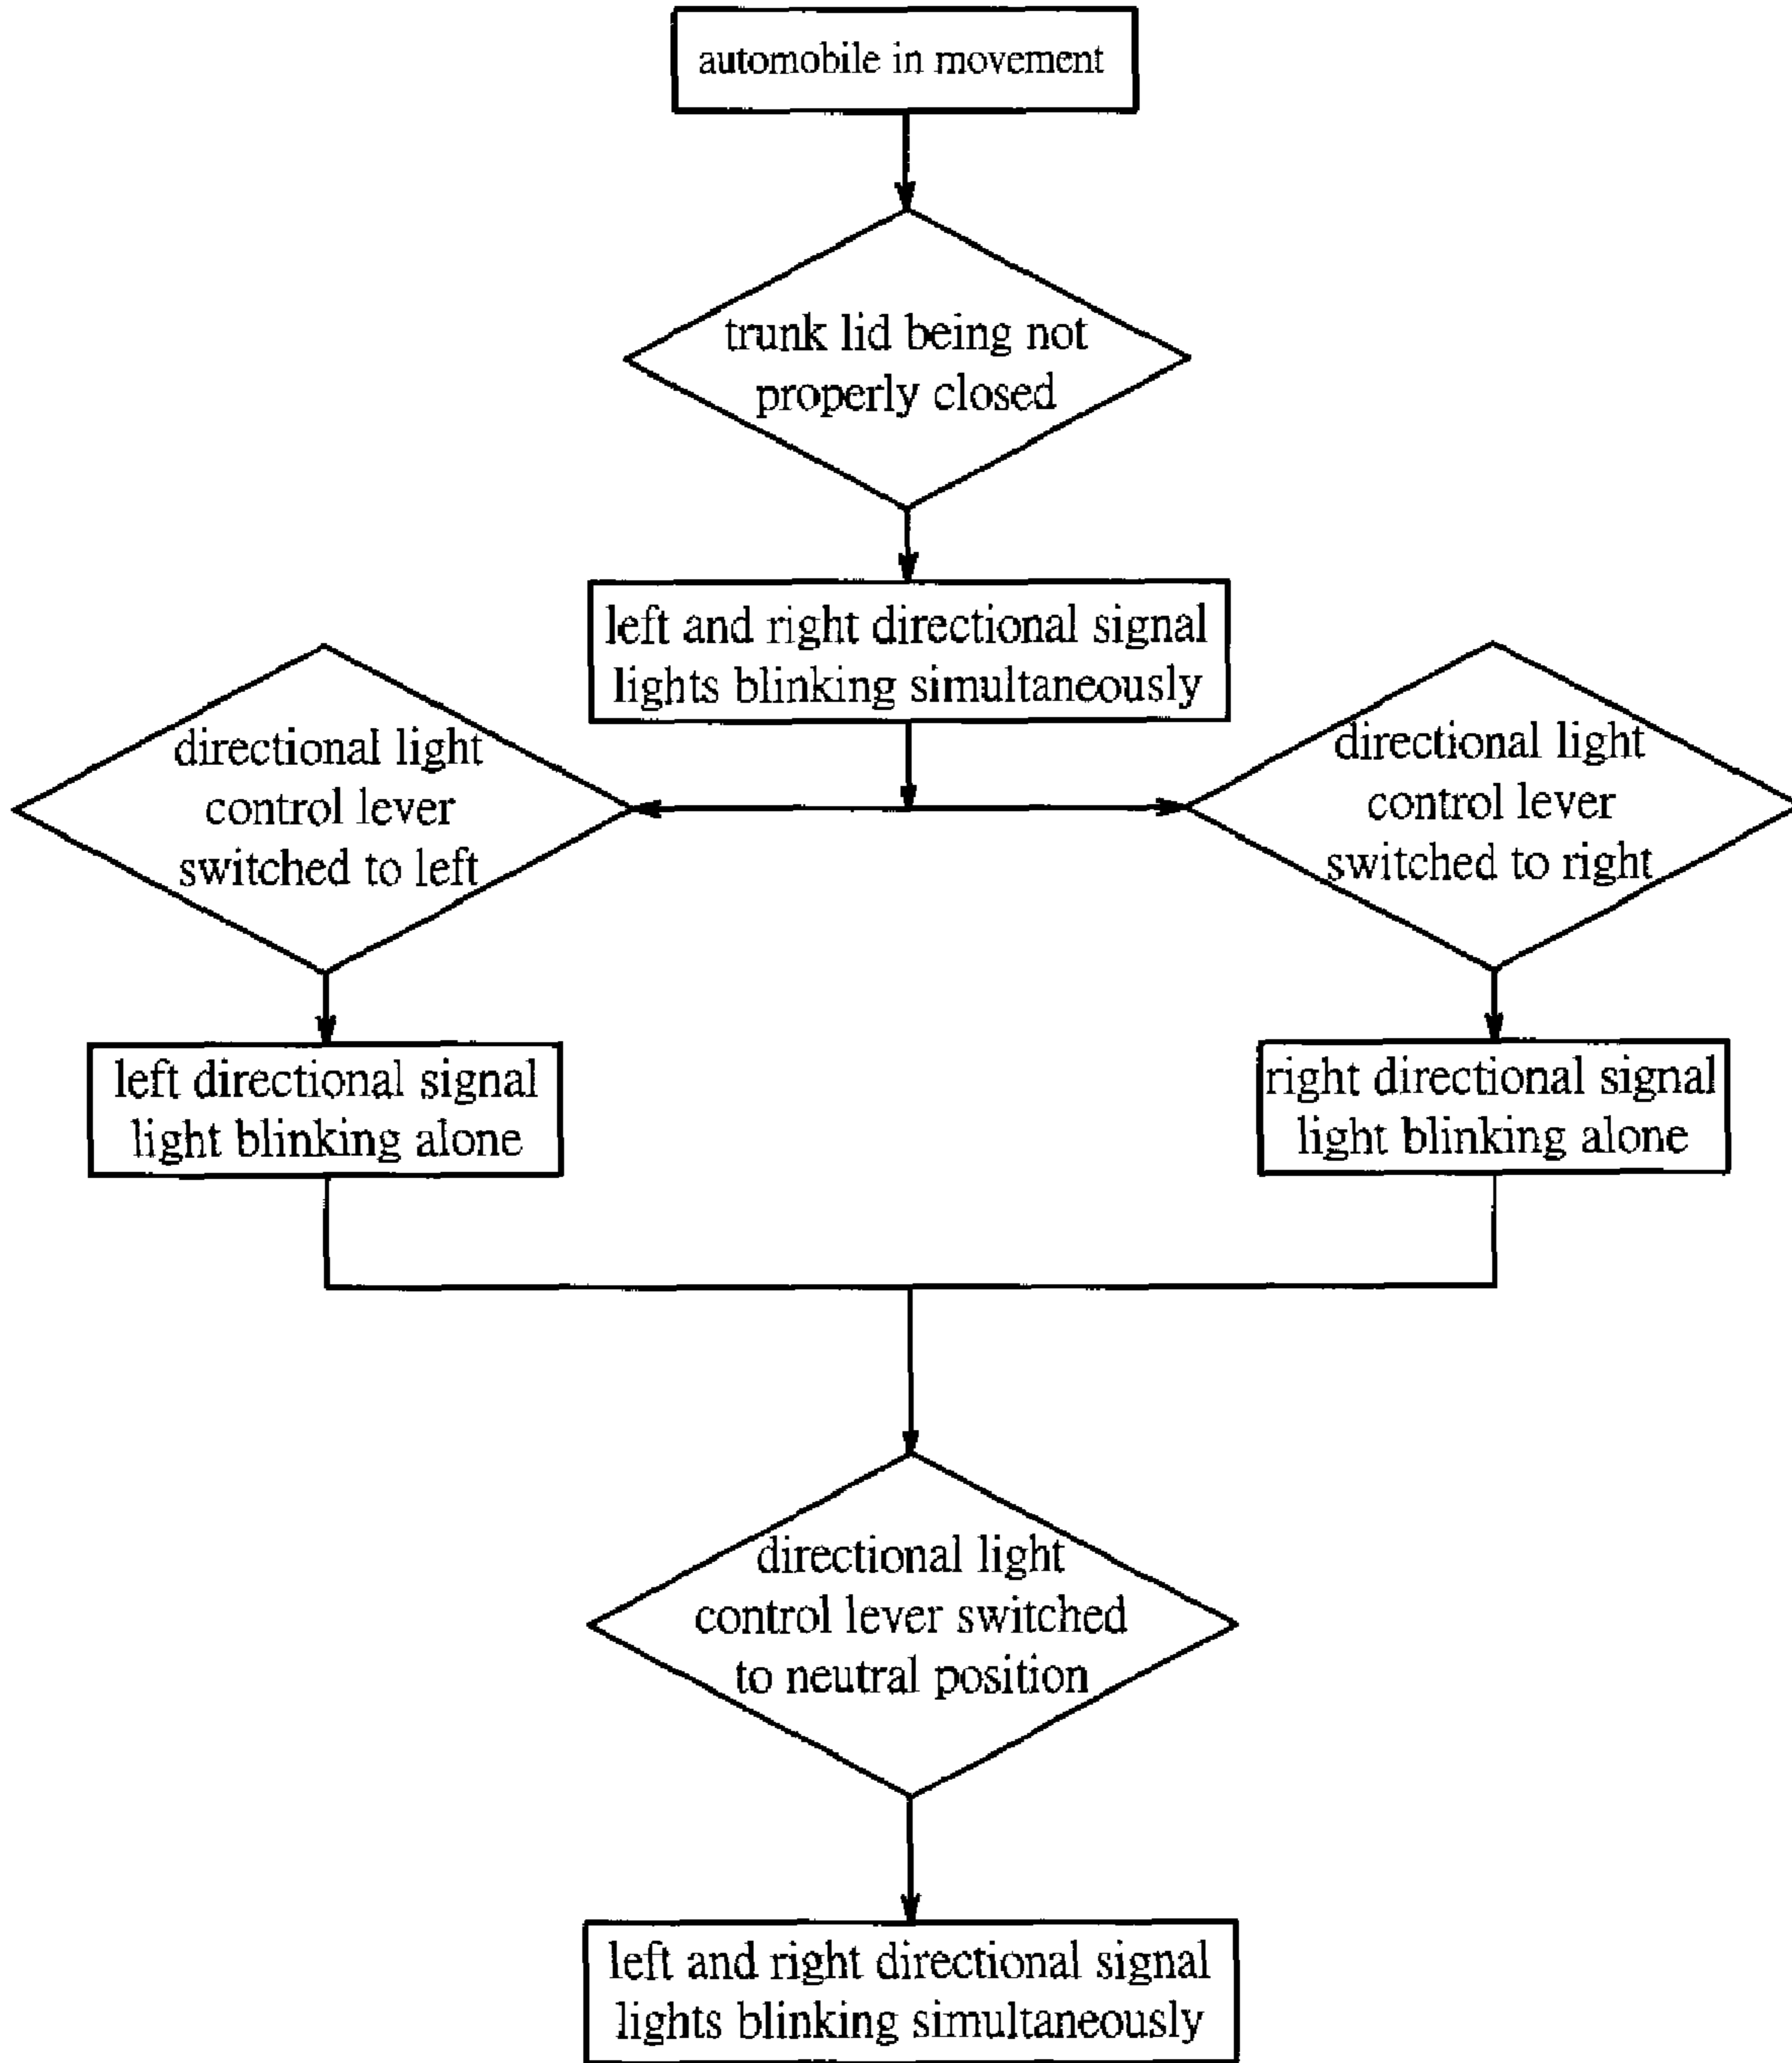 automobile in movement
trunk lid being not
properly closed
left and right directional signal
lights blinking simultaneously
directional light
control lever
switched to left
directional light
control lever
switched to right
left directional signal
light blinking alone
right directional signal
light blinking alone
directional light
control lever switched
to neutral position
left and right directional signal
lights blinking simultaneously